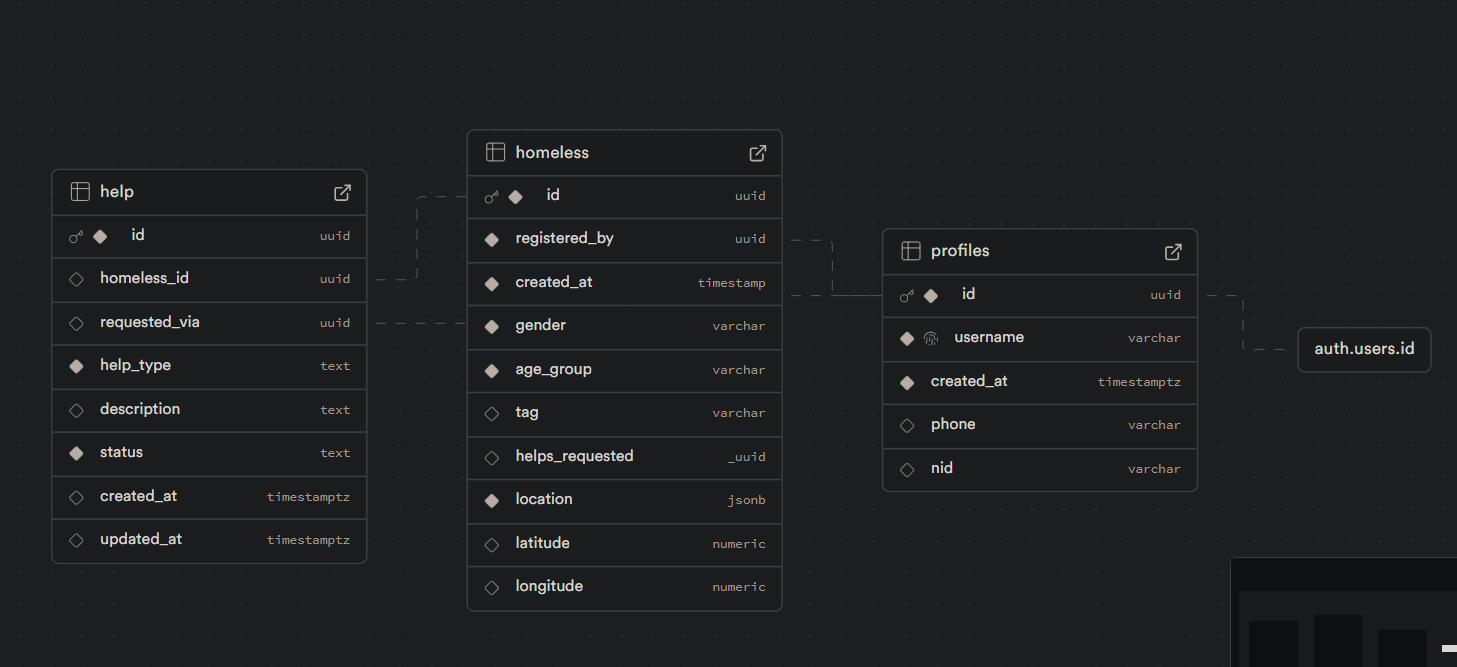 help
id uuid
homeless_id uuid
requested_via uuid
help_type text
description text
status text
created_at timestamptz
updated_at timestamptz
homeless
id uuid
registered_by uuid
created_at timestamp
gender varchar
age_group varchar
tag varchar
helps_requested _uuid
location jsonb
latitude numeric
longitude numeric
profiles
id uuid
username varchar
created_at timestamptz
phone varchar
nid varchar
auth.users.id